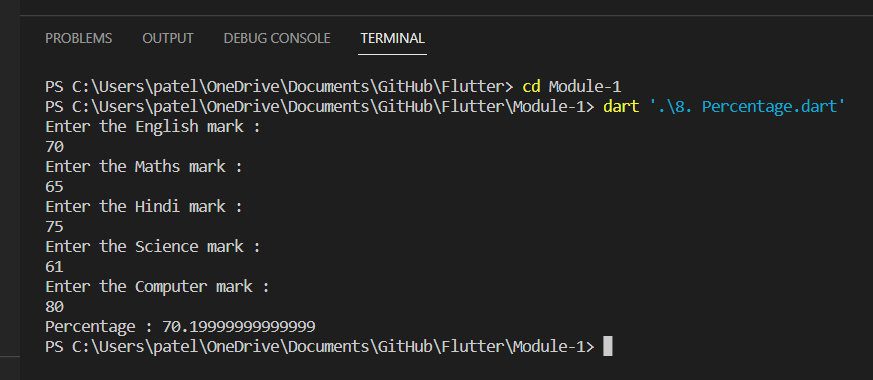 PROBLEMS OUTPUT DEBUG CONSOLE TERMINAL
PS C:\Users\patel\OneDrive\Documents\GitHub\Flutter> cd Module-1
PS C:\Users\patel\OneDrive\Documents\GitHub\Flutter\Module-1> dart '.\8. Percentage.dart'
Enter the English mark :
70
Enter the Maths mark :
65
Enter the Hindi mark :
75
Enter the Science mark :
61
Enter the Computer mark :
80
Percentage : 70.19999999999999
PS C:\Users\patel\OneDrive\Documents\GitHub\Flutter\Module-1>